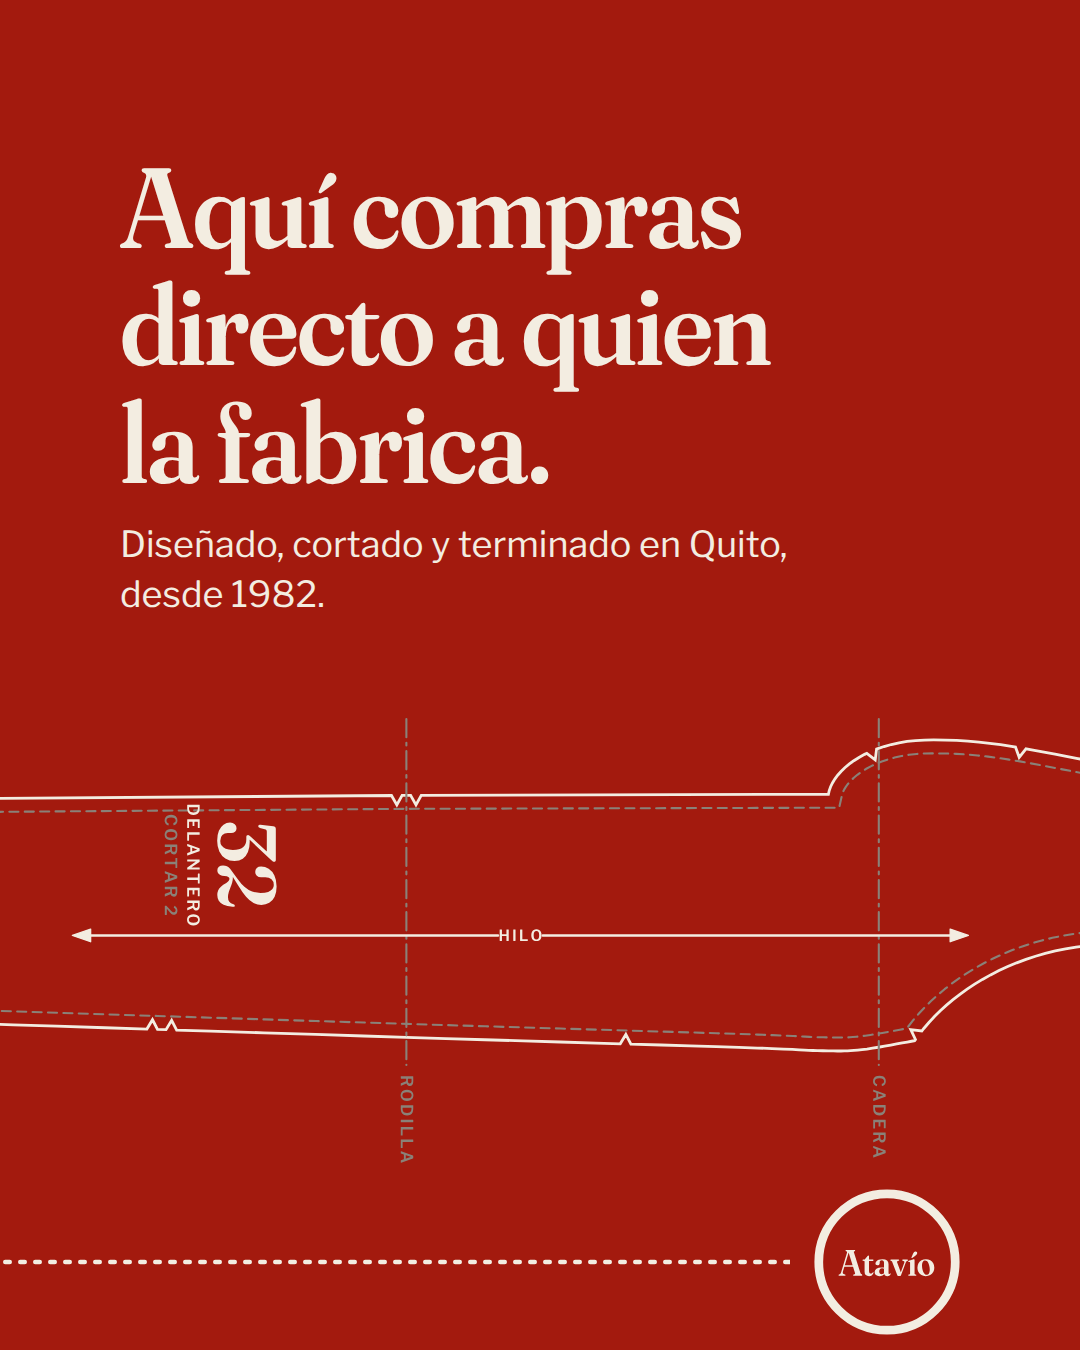 Aquí compras
directo a quien
la fabrica.
Diseñado, cortado y terminado en Quito,
desde 1982.
32
DELANTERO
CORTAR 2
HILO
RODILLA
CADERA
Atavío